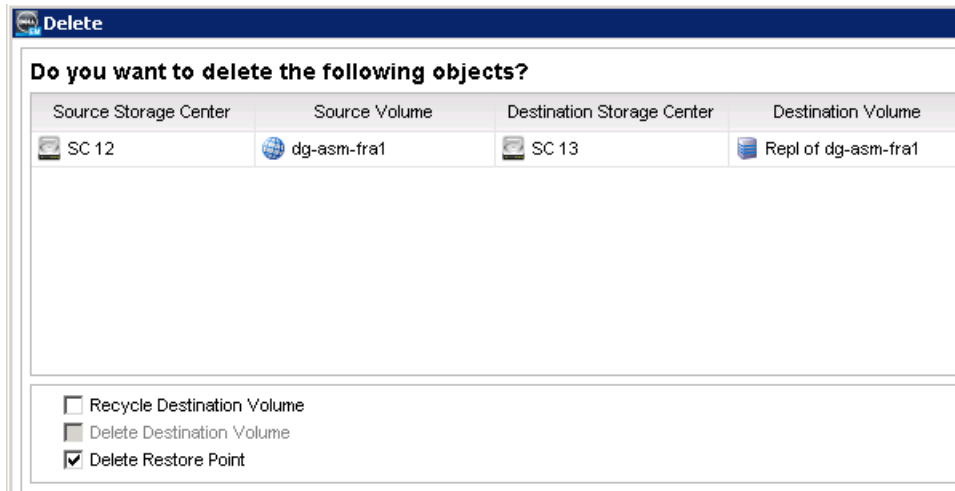 Delete
Do you want to delete the following objects?
Source Storage Center Source Volume Destination Storage Center Destination Volume
SC 12 dg-asm-fra1 SC 13 Repl of dg-asm-fra1
Recycle Destination Volume
Delete Destination Volume
Delete Restore Point